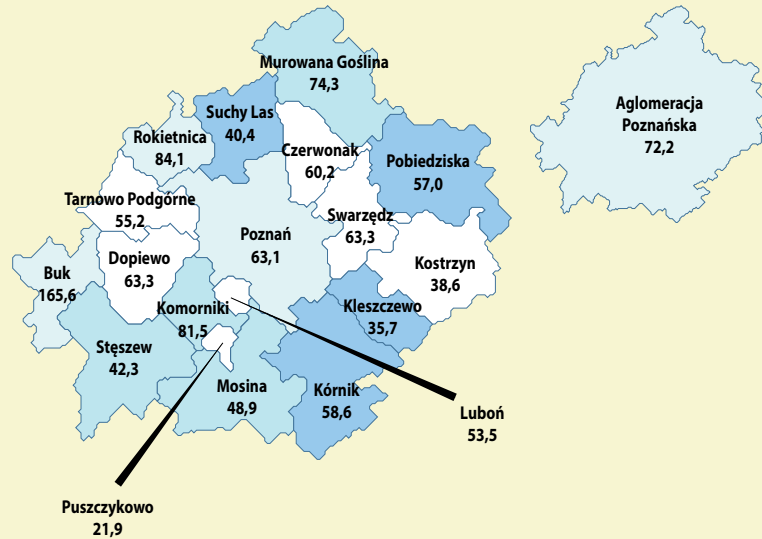 Murowana Goślina
74,3
Suchy Las
40,4
Rokietnica
84,1
Czerwonak
60,2
Pobiedziska
57,0
Tarnowo Podgórne
55,2
Swarzędz
63,3
Poznań
63,1
Dopiewo
63,3
Kostrzyn
38,6
Buk
165,6
Komorniki
81,5
Kleszczewo
35,7
Stęszew
42,3
Mosina
48,9
Kórnik
58,6
Luboń
53,5
Puszczykowo
21,9
Aglomeracja
Poznańska
72,2